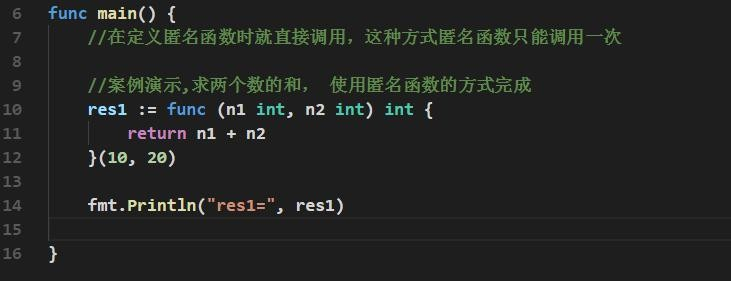 6 func main() {
7 //在定义匿名函数时就直接调用，这种方式匿名函数只能调用一次
8
9 //案例演示,求两个数的和， 使用匿名函数的方式完成
10 res1 := func (n1 int, n2 int) int {
11 return n1 + n2
12 }(10, 20)
13
14 fmt.Println("res1=", res1)
15
16 }